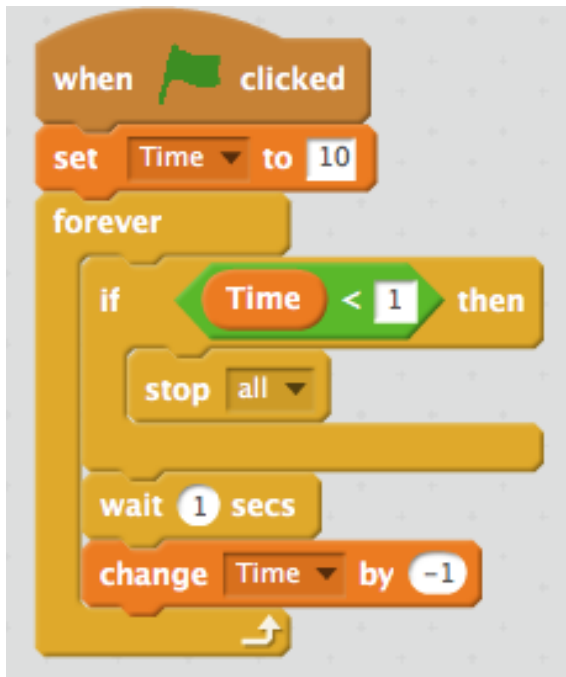 when clicked
set Time to 10
forever
if Time < 1 then
stop all
wait 1 secs
change Time by -1